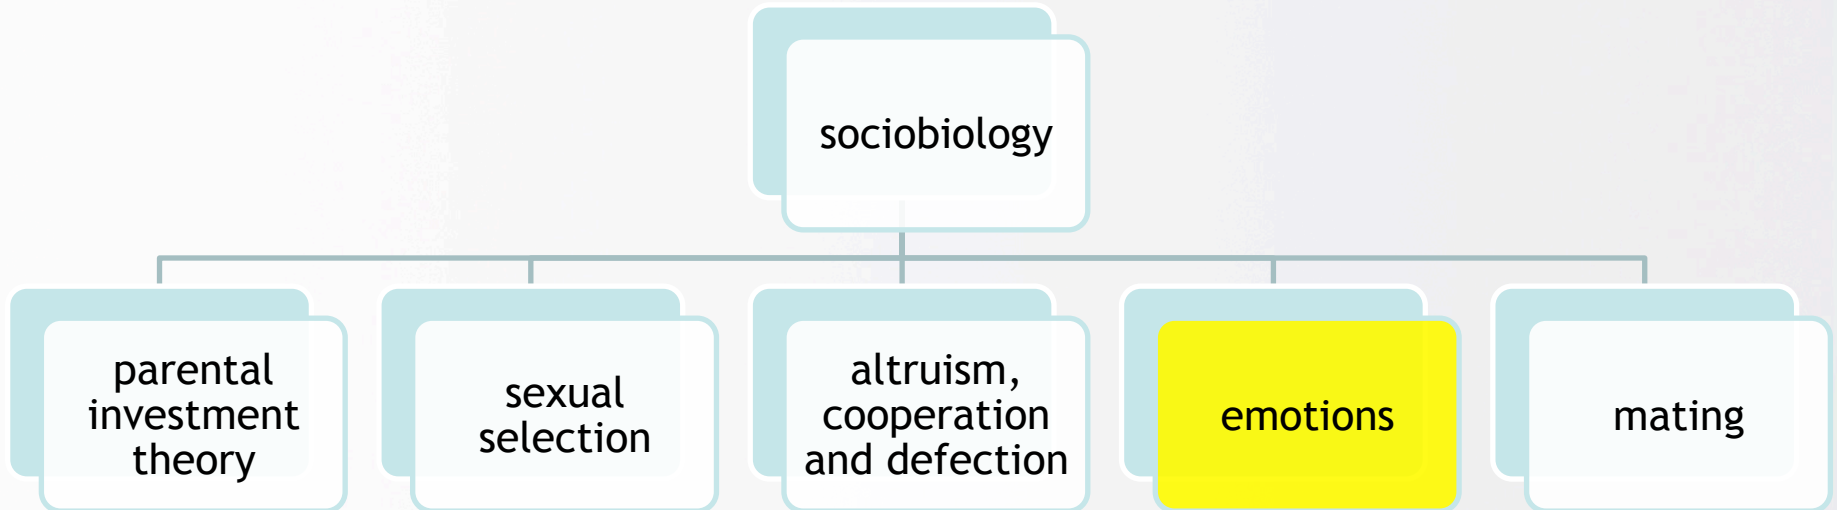 sociobiology
parental
investment
theory
sexual
selection
altruism,
cooperation
and defection
emotions
mating